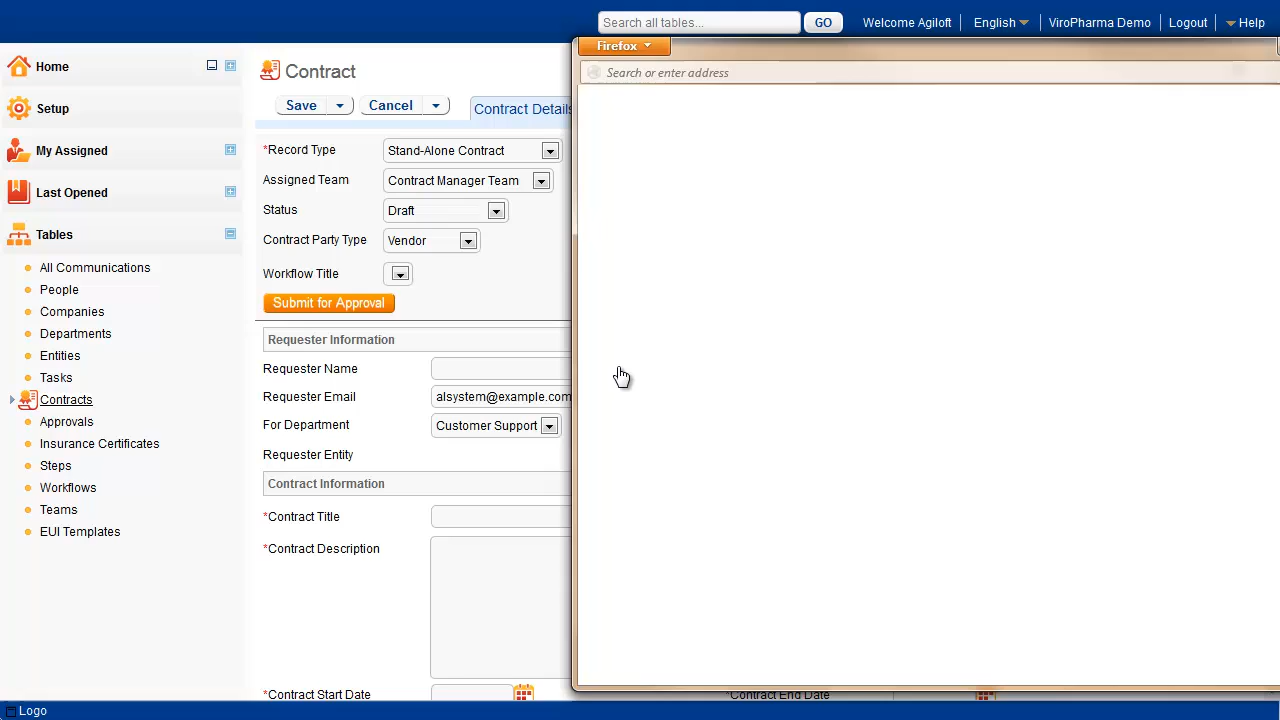 Search all tables... GO Welcome Agiloft English ViroPharma Demo Logout Help
Firefox
Search or enter address
Home
Setup
My Assigned
Last Opened
Tables
All Communications
People
Companies
Departments
Entities
Tasks
Contracts
Approvals
Insurance Certificates
Steps
Workflows
Teams
EUI Templates
Contract
Save Cancel Contract Details
*Record Type Stand-Alone Contract
Assigned Team Contract Manager Team
Status Draft
Contract Party Type Vendor
Workflow Title
Submit for Approval
Requester Information
Requester Name
Requester Email alsystem@example.com
For Department Customer Support
Requester Entity
Contract Information
*Contract Title
*Contract Description
*Contract Start Date *Contract End Date
Logo